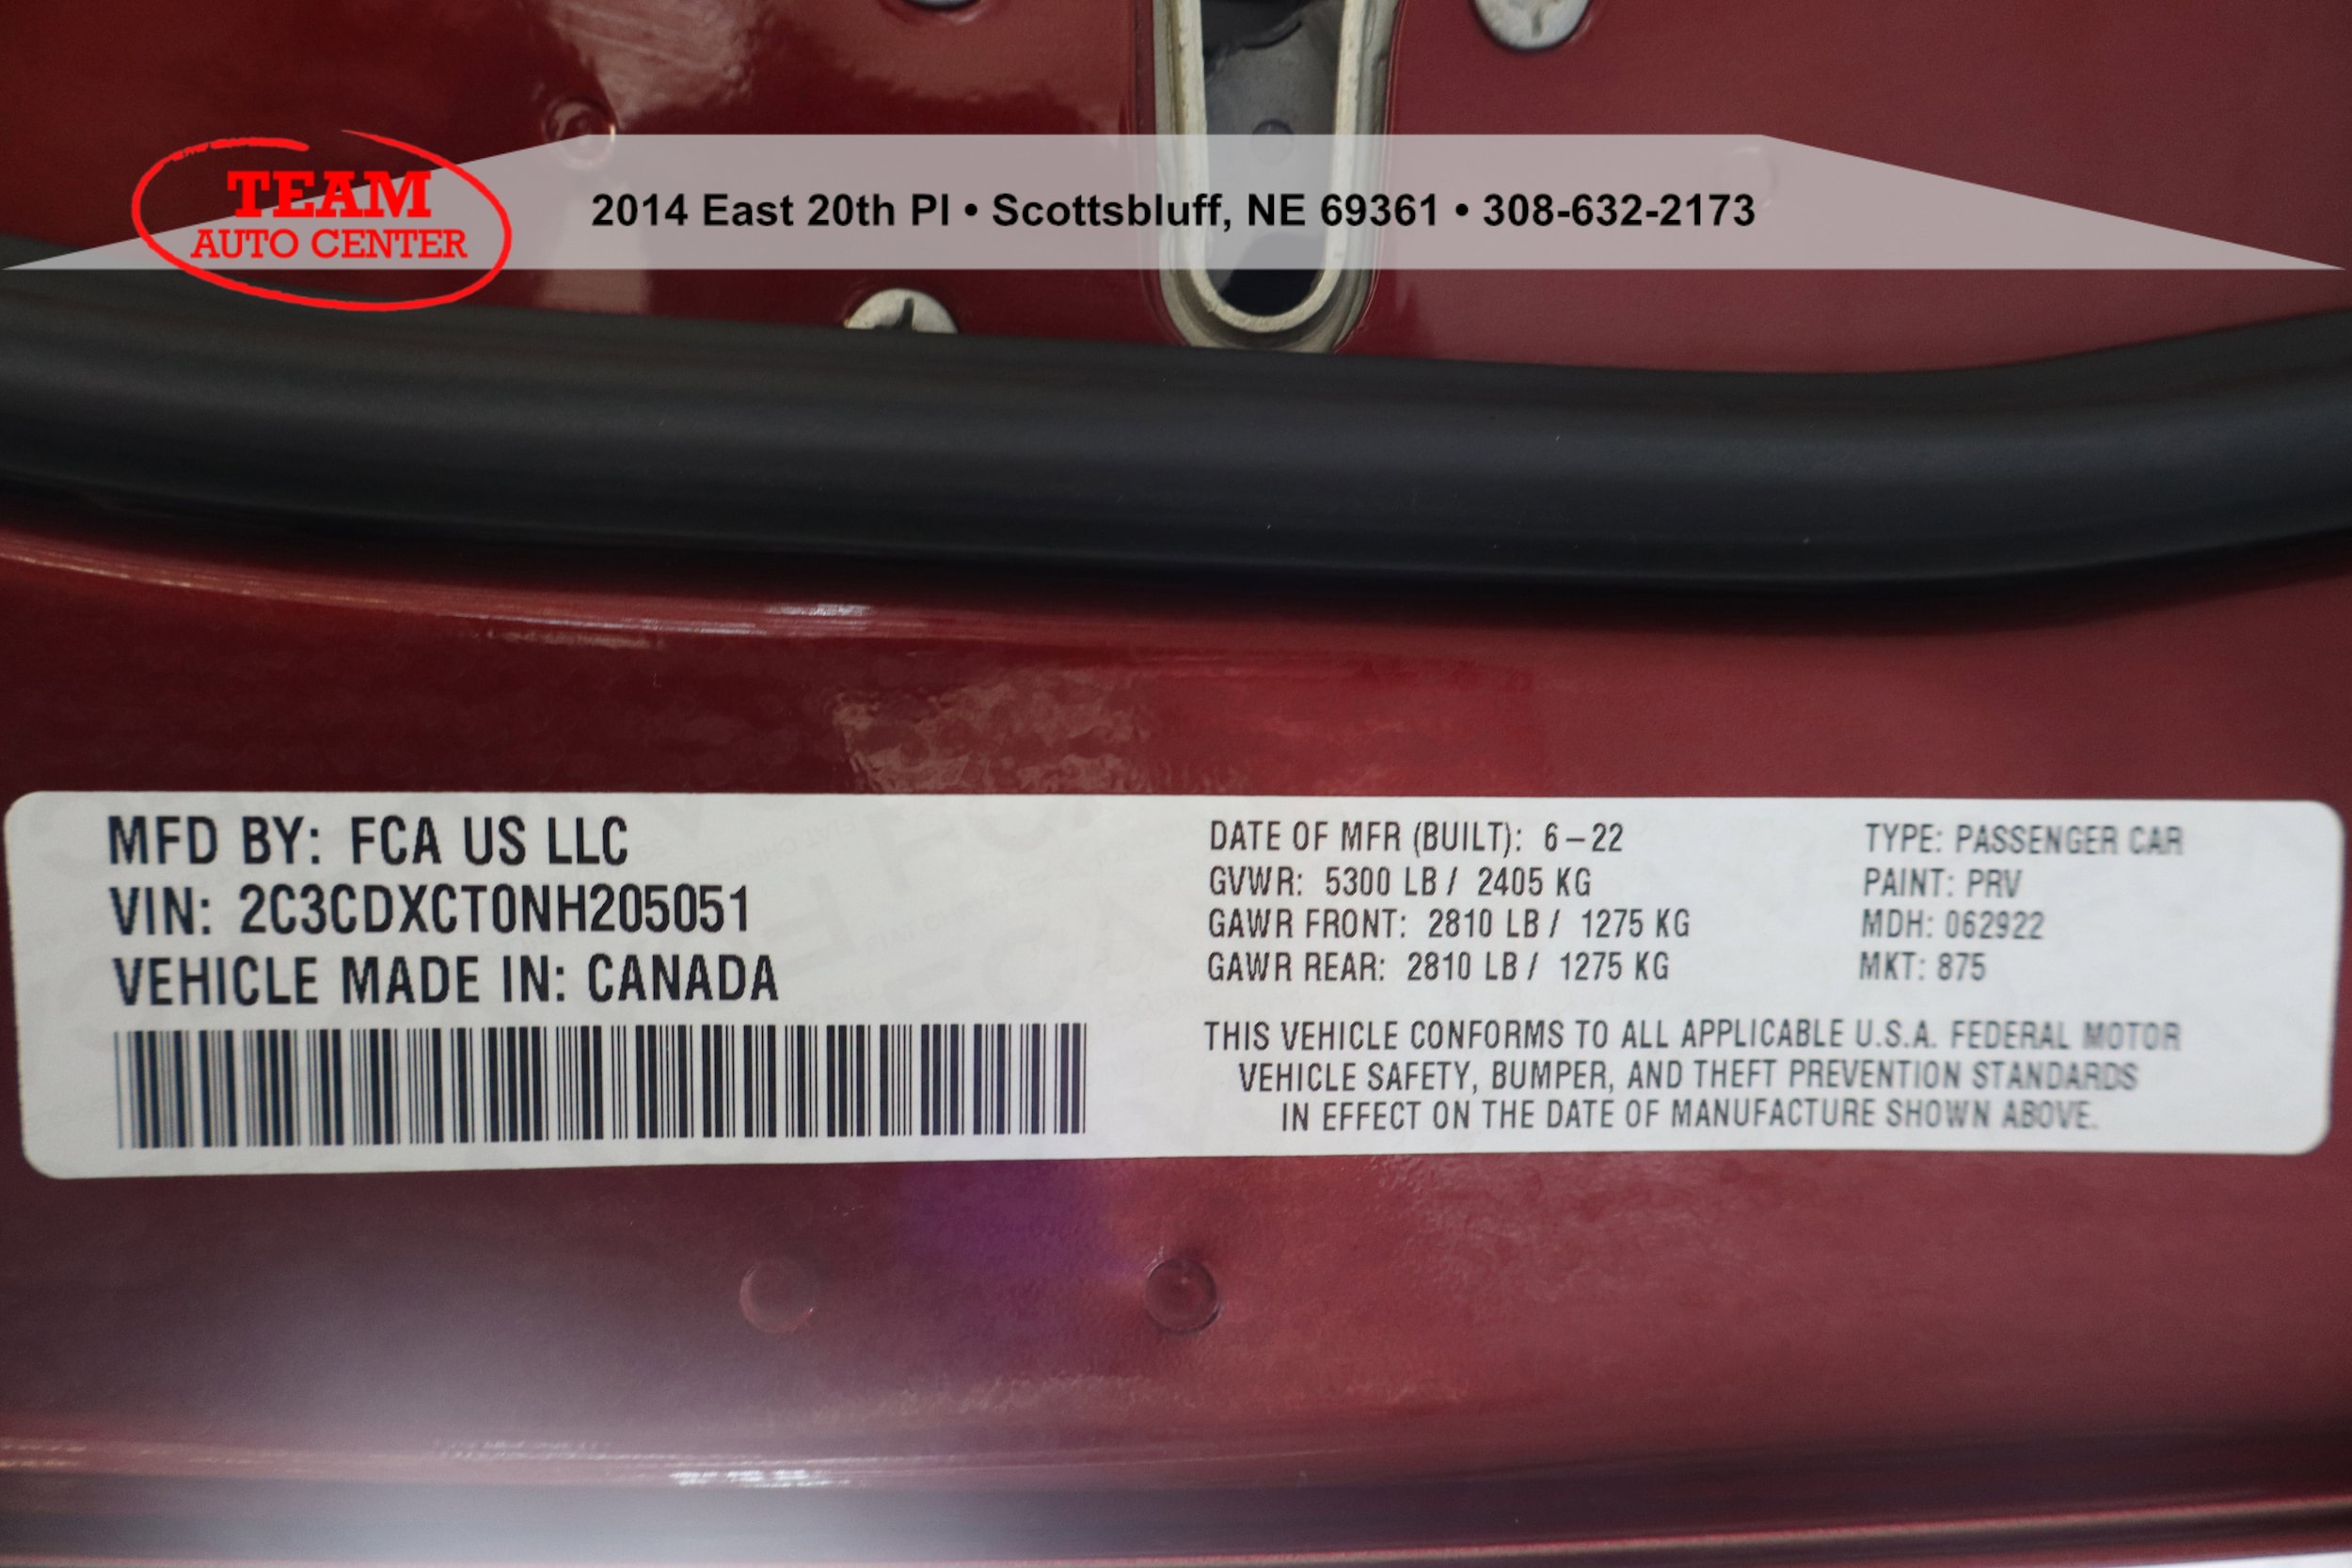 TEAM
AUTO CENTER
2014 East 20th Pl • Scottsbluff, NE 69361 • 308-632-2173
MFD BY: FCA US LLC
VIN: 2C3CDXCT0NH205051
VEHICLE MADE IN: CANADA
DATE OF MFR (BUILT): 6-22
GVWR: 5300 LB / 2405 KG
GAWR FRONT: 2810 LB / 1275 KG
GAWR REAR: 2810 LB / 1275 KG
TYPE: PASSENGER CAR
PAINT: PRV
MDH: 062922
MKT: 875
THIS VEHICLE CONFORMS TO ALL APPLICABLE U.S.A. FEDERAL MOTOR
VEHICLE SAFETY, BUMPER, AND THEFT PREVENTION STANDARDS
IN EFFECT ON THE DATE OF MANUFACTURE SHOWN ABOVE.